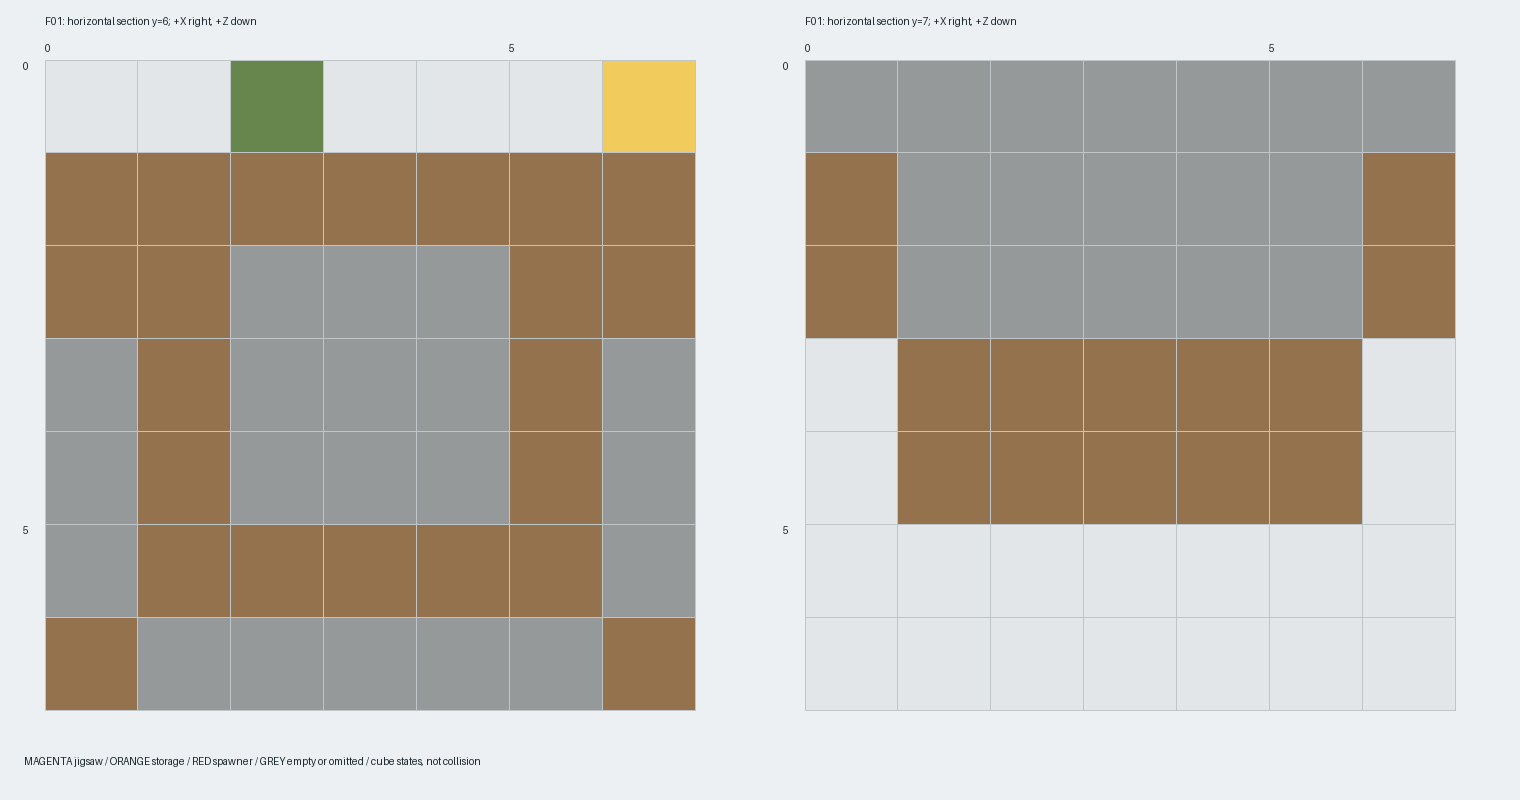 F01: horizontal section y=6; +X right, +Z down
F01: horizontal section y=7; +X right, +Z down
0 5
0 5
0
0
5
5
MAGENTA jigsaw / ORANGE storage / RED spawner / GREY empty or omitted / cube states, not collision